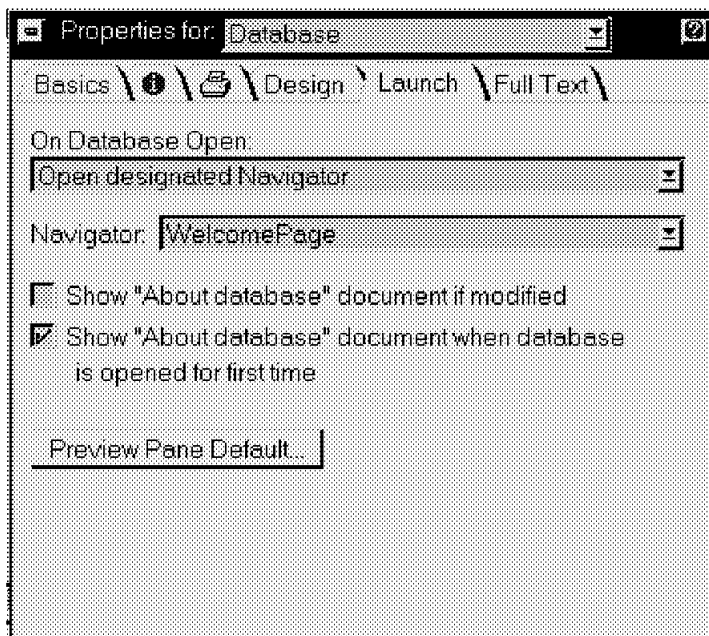 Properties for: Database
Basics Design Launch Full Text
On Database Open:
Open designated Navigator
Navigator: WelcomePage
Show "About database" document if modified
Show "About database" document when database
is opened for first time
Preview Pane Default...